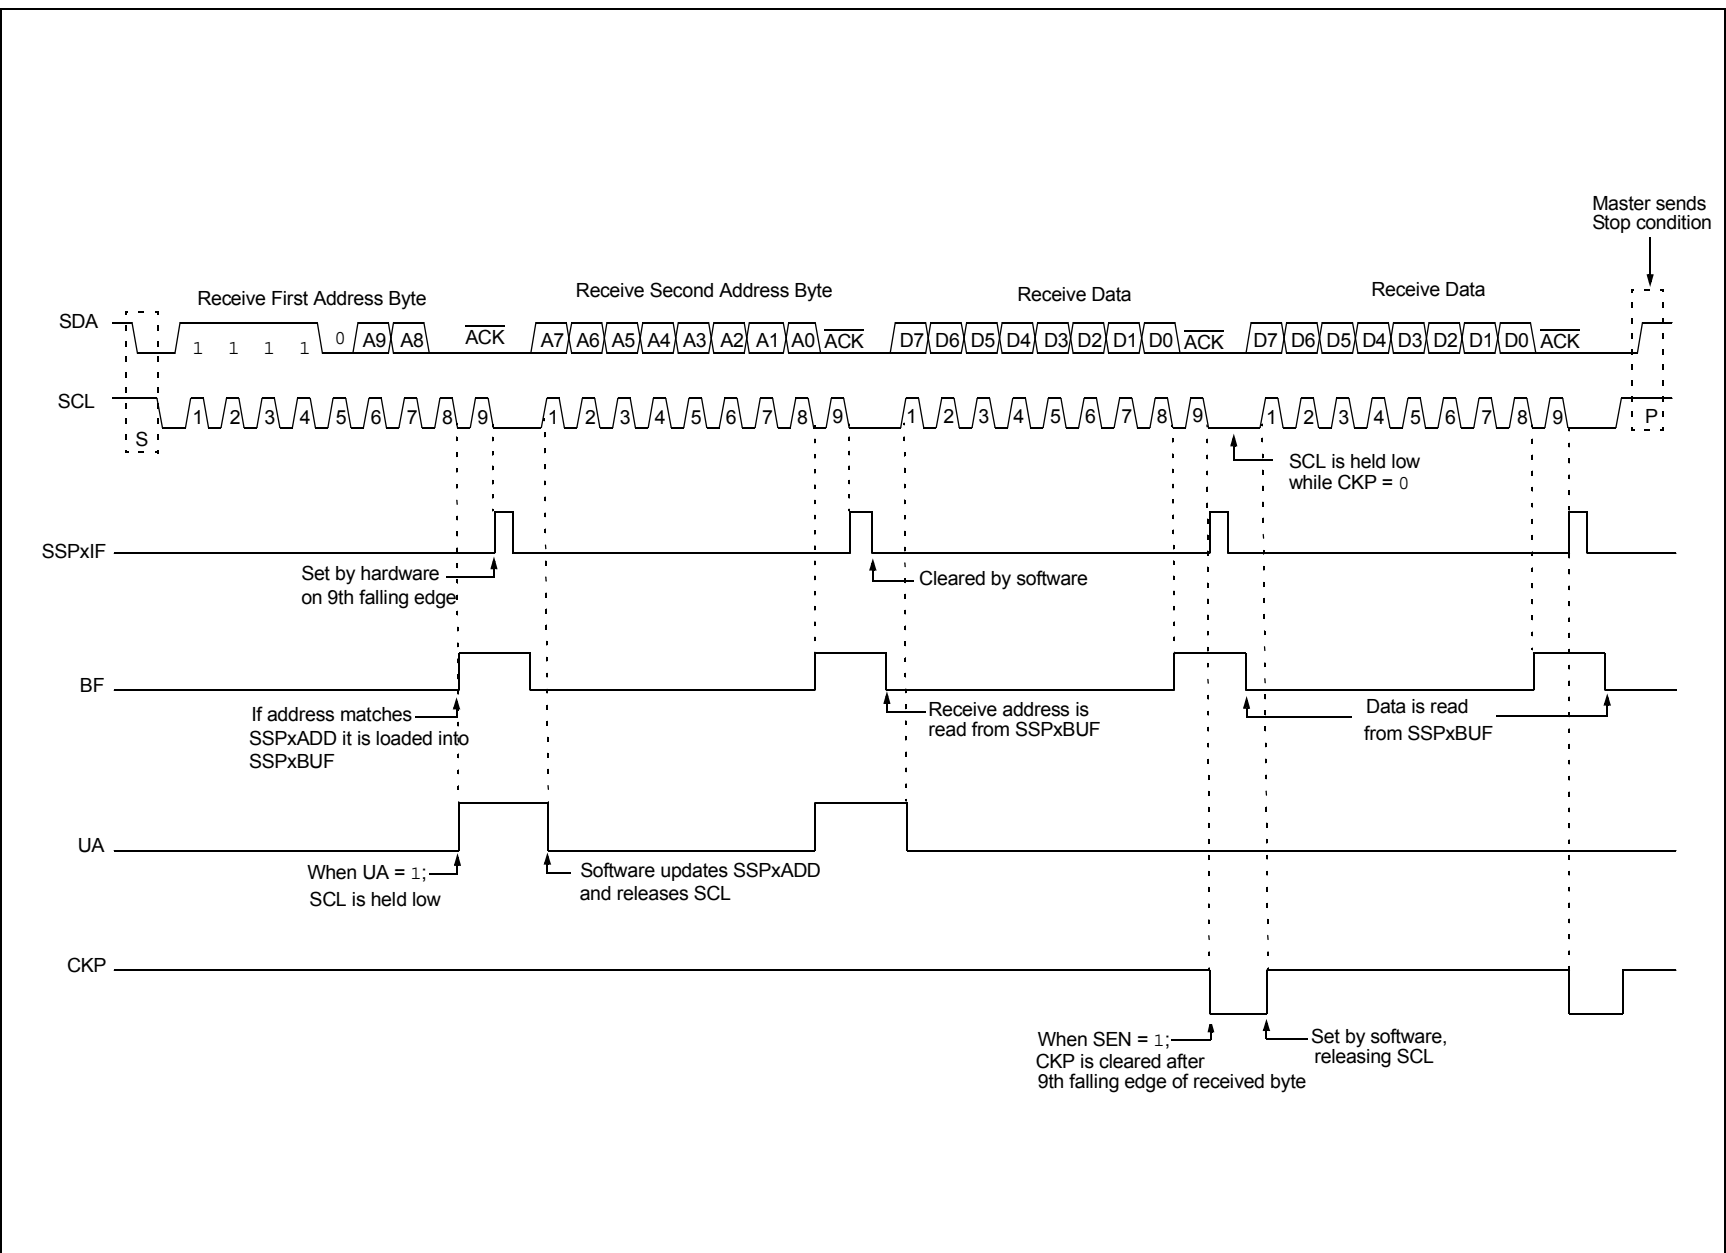 Master sends
Stop condition
Receive First Address Byte
Receive Second Address Byte
Receive Data
Receive Data
SDA
1 1 1 1 0 A9 A8 ACK A7 A6 A5 A4 A3 A2 A1 A0 ACK D7 D6 D5 D4 D3 D2 D1 D0 ACK D7 D6 D5 D4 D3 D2 D1 D0 ACK
SCL
S
1 2 3 4 5 6 7 8 9 1 2 3 4 5 6 7 8 9 1 2 3 4 5 6 7 8 9 1 2 3 4 5 6 7 8 9
P
SCL is held low
while CKP = 0
SSPxIF
Set by hardware
on 9th falling edge
Cleared by software
BF
If address matches
SSPxADD it is loaded into
SSPxBUF
Receive address is
read from SSPxBUF
Data is read
from SSPxBUF
UA
When UA = 1;
SCL is held low
Software updates SSPxADD
and releases SCL
CKP
When SEN = 1;
CKP is cleared after
9th falling edge of received byte
Set by software,
releasing SCL